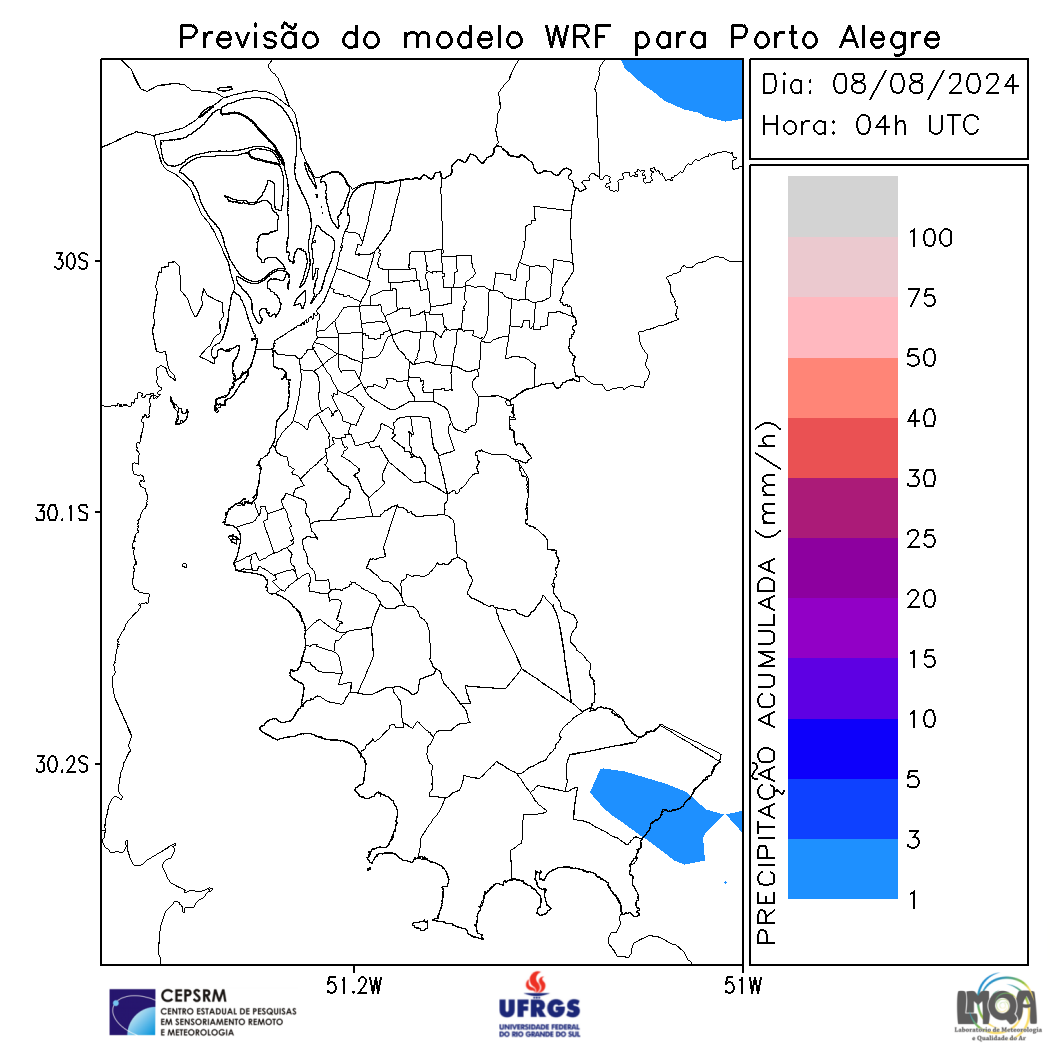 Previsão do modelo WRF para Porto Alegre
Dia: 08/08/2024
Hora: 04h UTC
30S
30.1S
30.2S
51.2W
51W
PRECIPITAÇÃO ACUMULADA (mm/h)
100
75
50
40
30
25
20
15
10
5
3
1
CEPSRM
CENTRO ESTADUAL DE PESQUISAS
EM SENSORIAMENTO REMOTO
E METEOROLOGIA
UFRGS
UNIVERSIDADE FEDERAL
DO RIO GRANDE DO SUL
LMQA
Laboratório de Meteorologia
e Qualidade do Ar